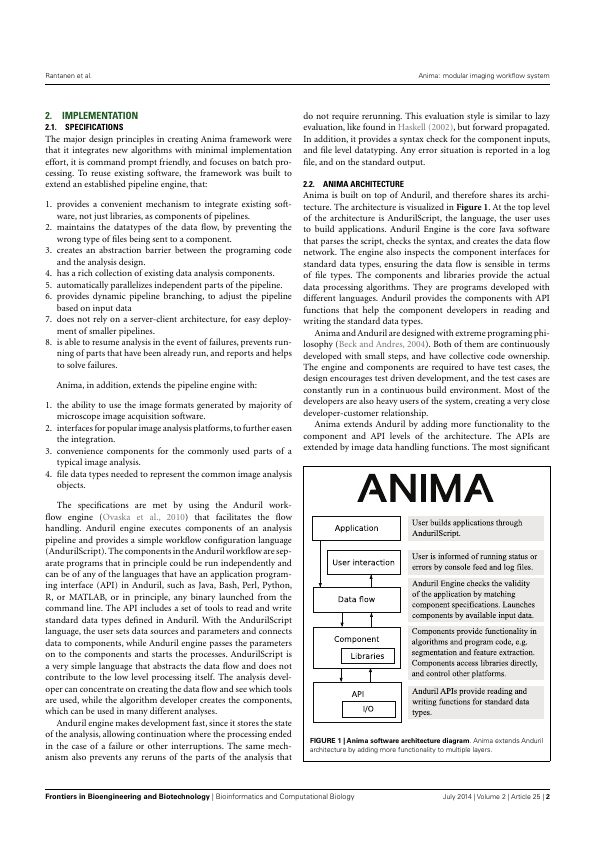 Rantanen et al.
Anima: modular imaging workflow system
2. IMPLEMENTATION
2.1. SPECIFICATIONS
The major design principles in creating Anima framework were
that it integrates new algorithms with minimal implementation
effort, it is command prompt friendly, and focuses on batch pro-
cessing. To reuse existing software, the framework was built to
extend an established pipeline engine, that:
1. provides a convenient mechanism to integrate existing soft-
ware, not just libraries, as components of pipelines.
2. maintains the datatypes of the data flow, by preventing the
wrong type of files being sent to a component.
3. creates an abstraction barrier between the programing code
and the analysis design.
4. has a rich collection of existing data analysis components.
5. automatically parallelizes independent parts of the pipeline.
6. provides dynamic pipeline branching, to adjust the pipeline
based on input data
7. does not rely on a server-client architecture, for easy deploy-
ment of smaller pipelines.
8. is able to resume analysis in the event of failures, prevents run-
ning of parts that have been already run, and reports and helps
to solve failures.
Anima, in addition, extends the pipeline engine with:
1. the ability to use the image formats generated by majority of
microscope image acquisition software.
2. interfaces for popular image analysis platforms, to further easen
the integration.
3. convenience components for the commonly used parts of a
typical image analysis.
4. file data types needed to represent the common image analysis
objects.
The specifications are met by using the Anduril work-
flow engine (Ovaska et al., 2010) that facilitates the flow
handling. Anduril engine executes components of an analysis
pipeline and provides a simple workflow configuration language
(AndurilScript). The components in the Anduril workflow are sep-
arate programs that in principle could be run independently and
can be of any of the languages that have an application program-
ing interface (API) in Anduril, such as Java, Bash, Perl, Python,
R, or MATLAB, or in principle, any binary launched from the
command line. The API includes a set of tools to read and write
standard data types defined in Anduril. With the AndurilScript
language, the user sets data sources and parameters and connects
data to components, while Anduril engine passes the parameters
on to the components and starts the processes. AndurilScript is
a very simple language that abstracts the data flow and does not
contribute to the low level processing itself. The analysis devel-
oper can concentrate on creating the data flow and see which tools
are used, while the algorithm developer creates the components,
which can be used in many different analyses.
Anduril engine makes development fast, since it stores the state
of the analysis, allowing continuation where the processing ended
in the case of a failure or other interruptions. The same mech-
anism also prevents any reruns of the parts of the analysis that
do not require rerunning. This evaluation style is similar to lazy
evaluation, like found in Haskell (2002), but forward propagated.
In addition, it provides a syntax check for the component inputs,
and file level datatyping. Any error situation is reported in a log
file, and on the standard output.
2.2. ANIMA ARCHITECTURE
Anima is built on top of Anduril, and therefore shares its archi-
tecture. The architecture is visualized in Figure 1. At the top level
of the architecture is AndurilScript, the language, the user uses
to build applications. Anduril Engine is the core Java software
that parses the script, checks the syntax, and creates the data flow
network. The engine also inspects the component interfaces for
standard data types, ensuring the data flow is sensible in terms
of file types. The components and libraries provide the actual
data processing algorithms. They are programs developed with
different languages. Anduril provides the components with API
functions that help the component developers in reading and
writing the standard data types.
Anima and Anduril are designed with extreme programing phi-
losophy (Beck and Andres, 2004). Both of them are continuously
developed with small steps, and have collective code ownership.
The engine and components are required to have test cases, the
design encourages test driven development, and the test cases are
constantly run in a continuous build environment. Most of the
developers are also heavy users of the system, creating a very close
developer-customer relationship.
Anima extends Anduril by adding more functionality to the
component and API levels of the architecture. The APIs are
extended by image data handling functions. The most significant
ANIMA
Application
User builds applications through
AndurilScript.
User interaction
User is informed of running status or
errors by console feed and log files.
Data flow
Anduril Engine checks the validity
of the application by matching
component specifications. Launches
components by available input data.
Component
Libraries
Components provide functionality in
algorithms and program code, e.g.
segmentation and feature extraction.
Components access libraries directly,
and control other platforms.
API
I/O
Anduril APIs provide reading and
writing functions for standard data
types.
FIGURE 1 | Anima software architecture diagram. Anima extends Anduril
architecture by adding more functionality to multiple layers.
Frontiers in Bioengineering and Biotechnology | Bioinformatics and Computational Biology
July 2014 | Volume 2 | Article 25 | 2